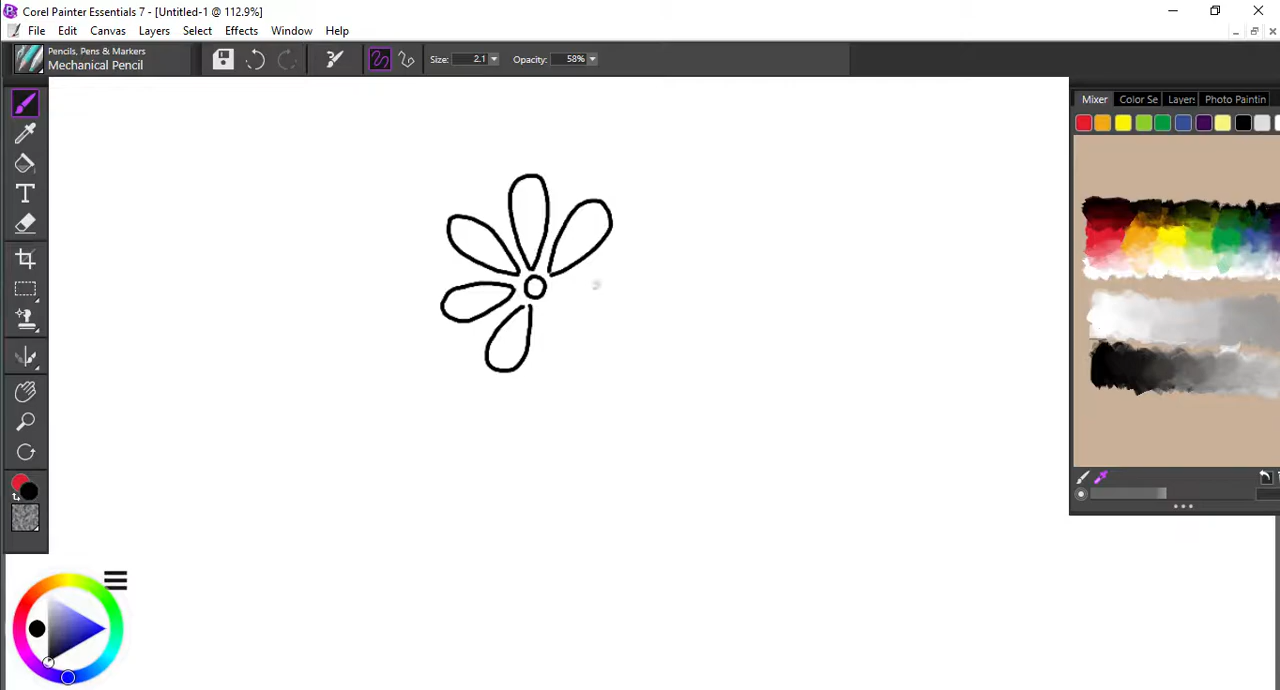 Corel Painter Essentials 7 - [Untitled-1 @ 112.9%]
File Edit Canvas Layers Select Effects Window Help
Pencils, Pens & Markers
Mechanical Pencil
Size: 2.1 Opacity: 58%
Mixer Color Se Layers Photo Paintin
T